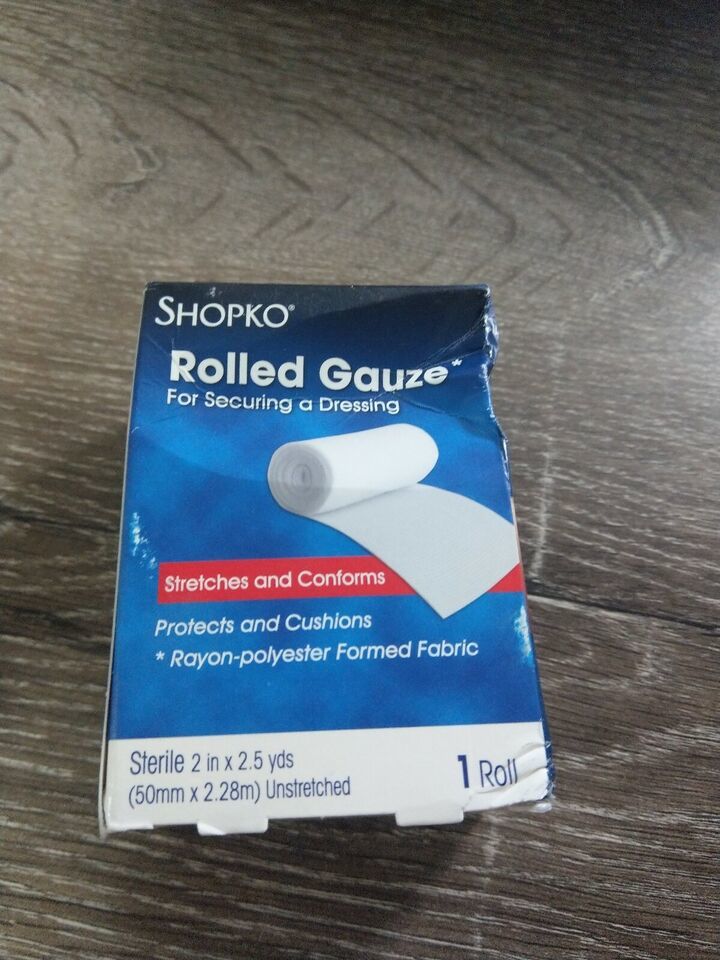 SHOPKO®
Rolled Gauze*
For Securing a Dressing
Stretches and Conforms
Protects and Cushions
* Rayon-polyester Formed Fabric
Sterile 2 in x 2.5 yds
(50mm x 2.28m) Unstretched
1 Roll